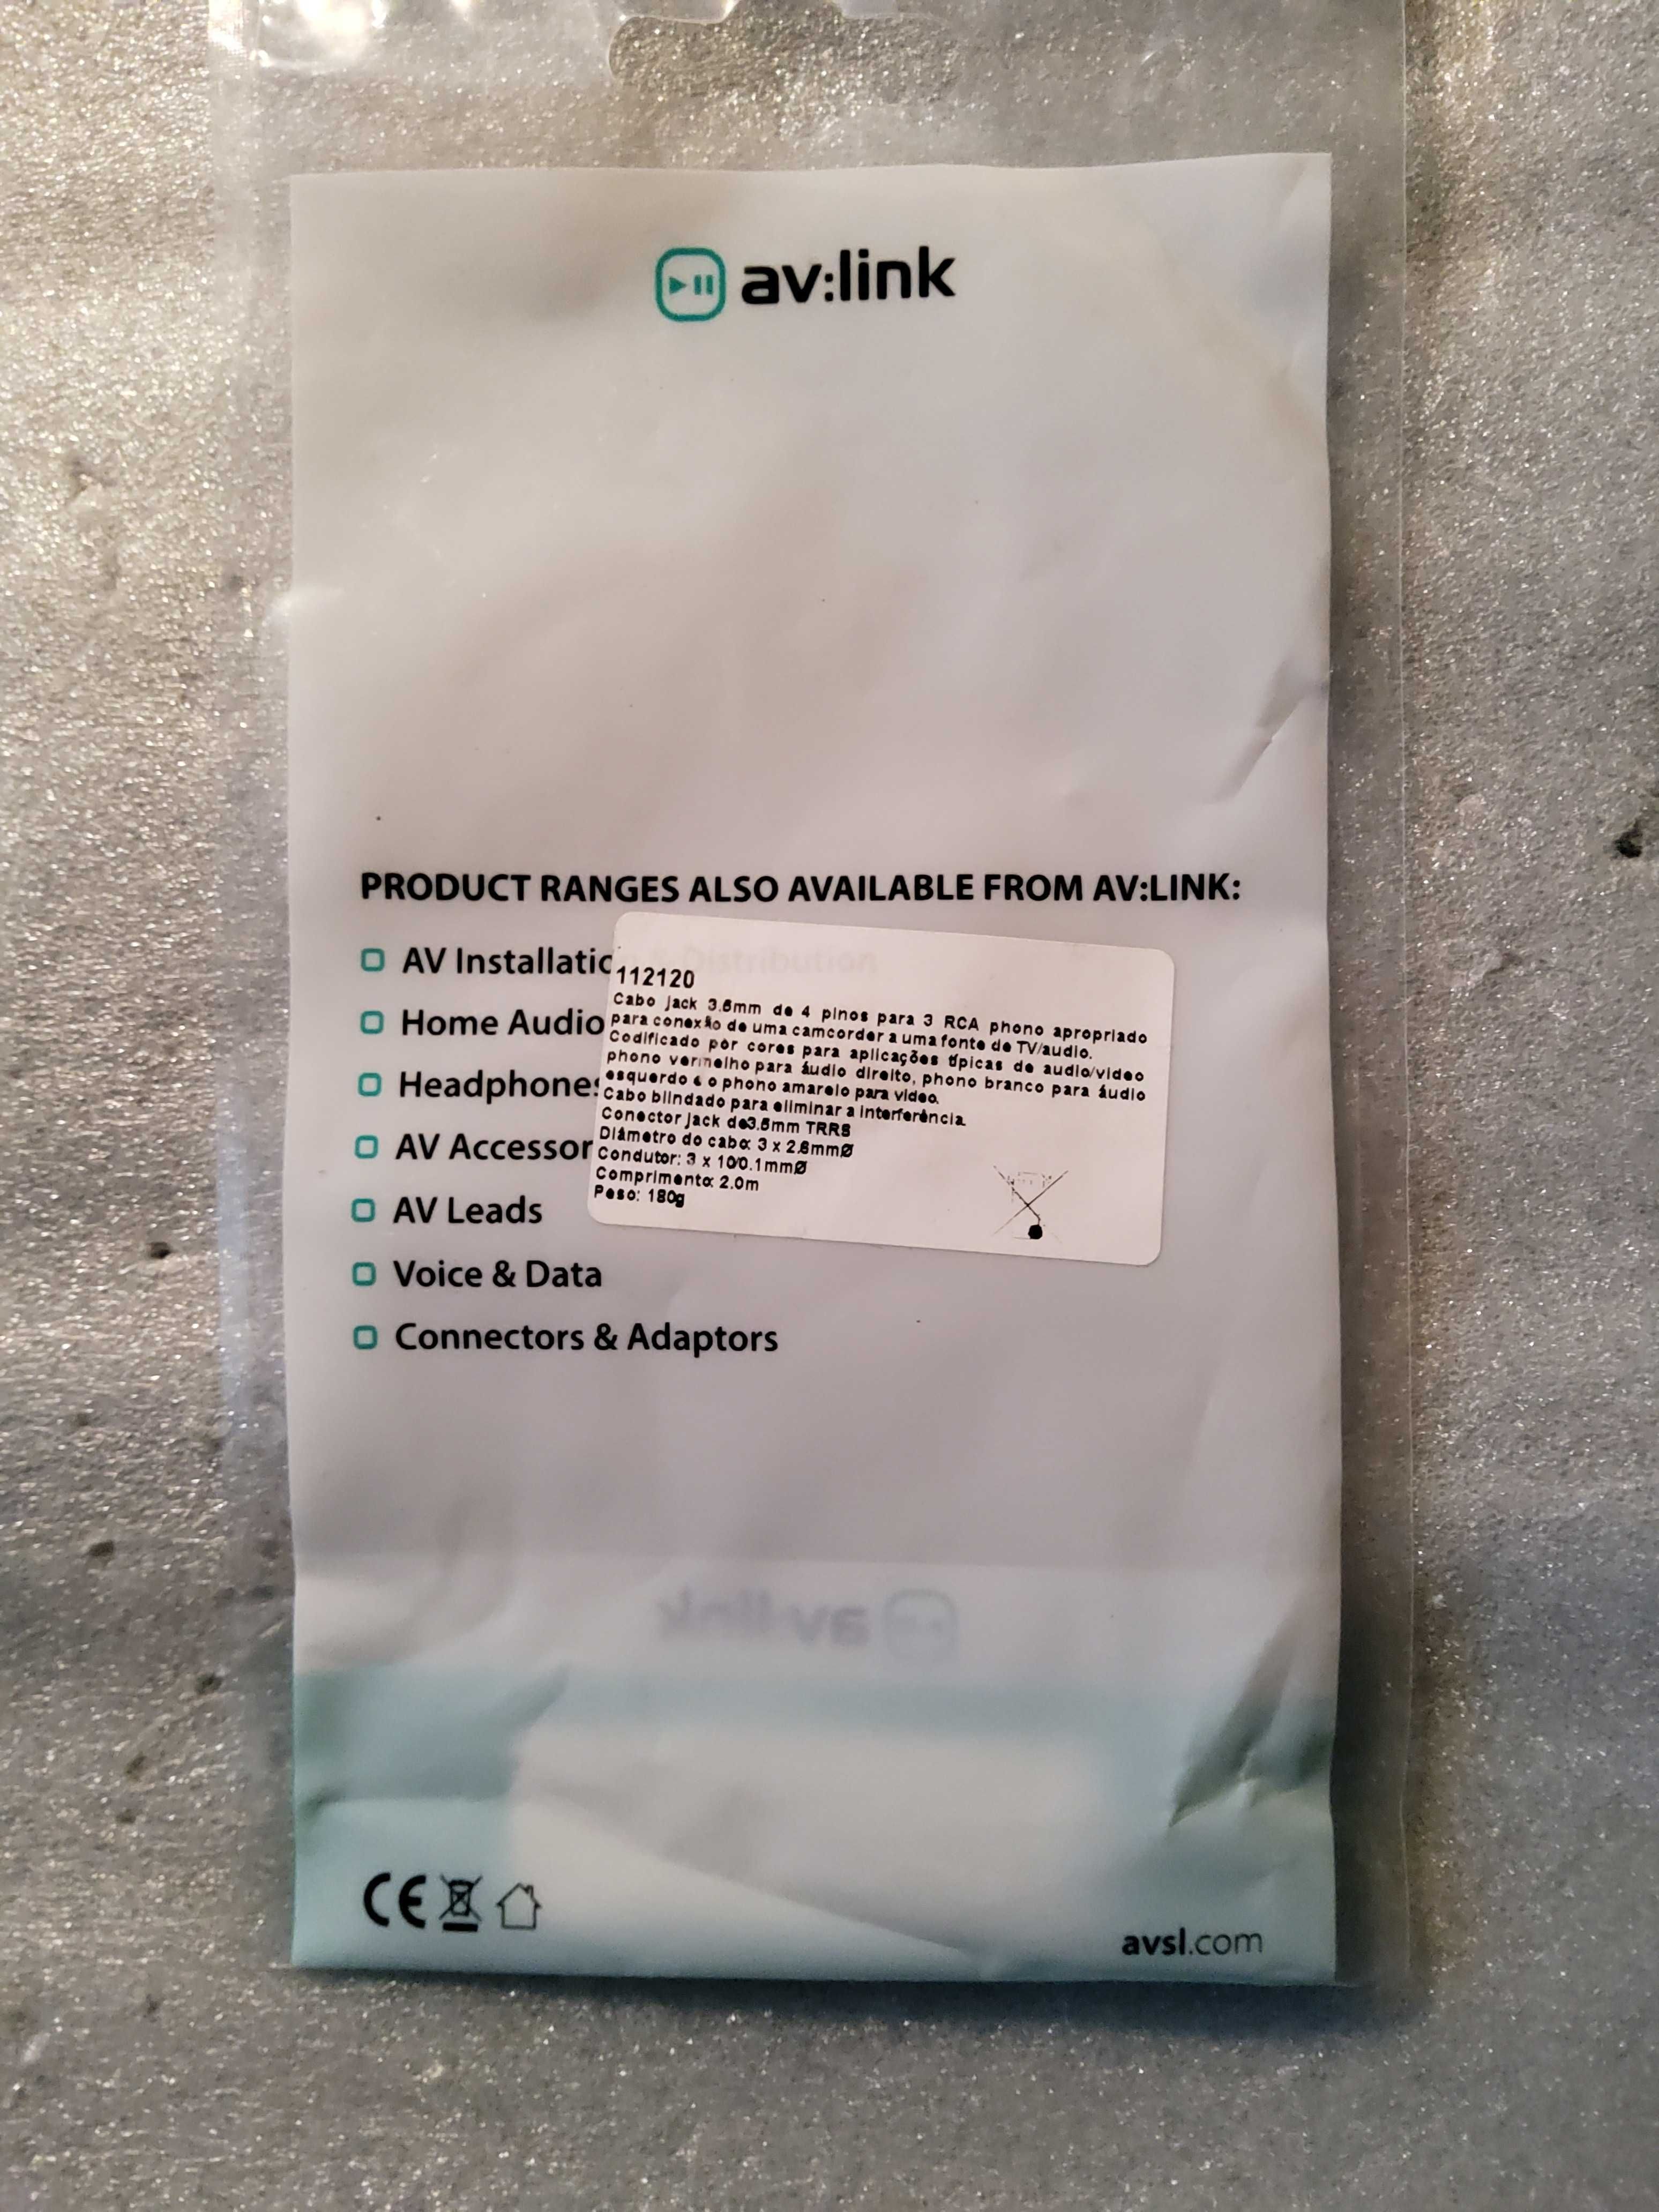 av:link
PRODUCT RANGES ALSO AVAILABLE FROM AV:LINK:
AV Installatio & Distribution
Home Audio
Headphones
AV Accessor
AV Leads
Voice & Data
Connectors & Adaptors
112120
Cabo jack 3.5mm de 4 pinos para 3 RCA phono apropriado
para conexão de uma camcorder a uma fonte de TV/audio.
Codificado por cores para aplicações típicas de audio/video
phono vermelho para áudio direito, phono branco para áudio
esquerdo e o phono amarelo para video.
Cabo blindado para eliminar a interferência.
Conector jack de3.5mm TRRS
Diâmetro do cabo: 3 x 2.6mmØ
Condutor: 3 x 10/0.1mmØ
Comprimento: 2.0m
Peso: 180g
av:link
CE
avsl.com